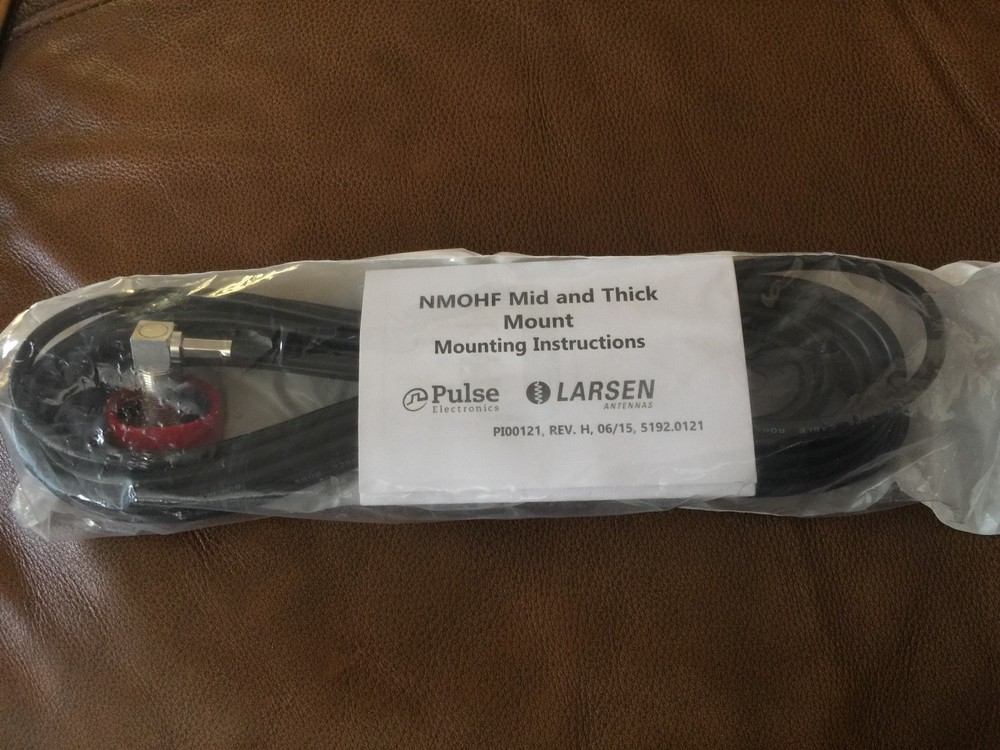 NMOHF Mid and Thick
Mount
Mounting Instructions
Pulse
Electronics
LARSEN
ANTENNAS
PI00121, REV. H, 06/15, 5192.0121